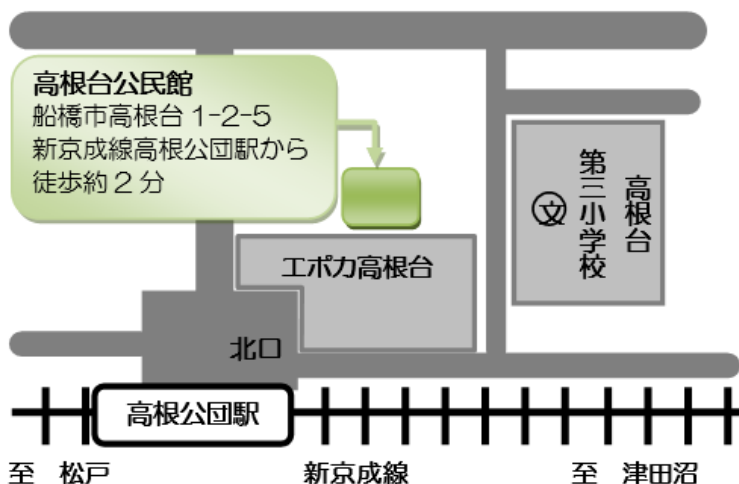 高根台公民館
船橋市高根台 1-2-5
新京成線高根公団駅から
徒歩約 2 分
エポカ高根台
高根台
第三小学校
文
北口
高根公団駅
至 松戸
新京成線
至 津田沼